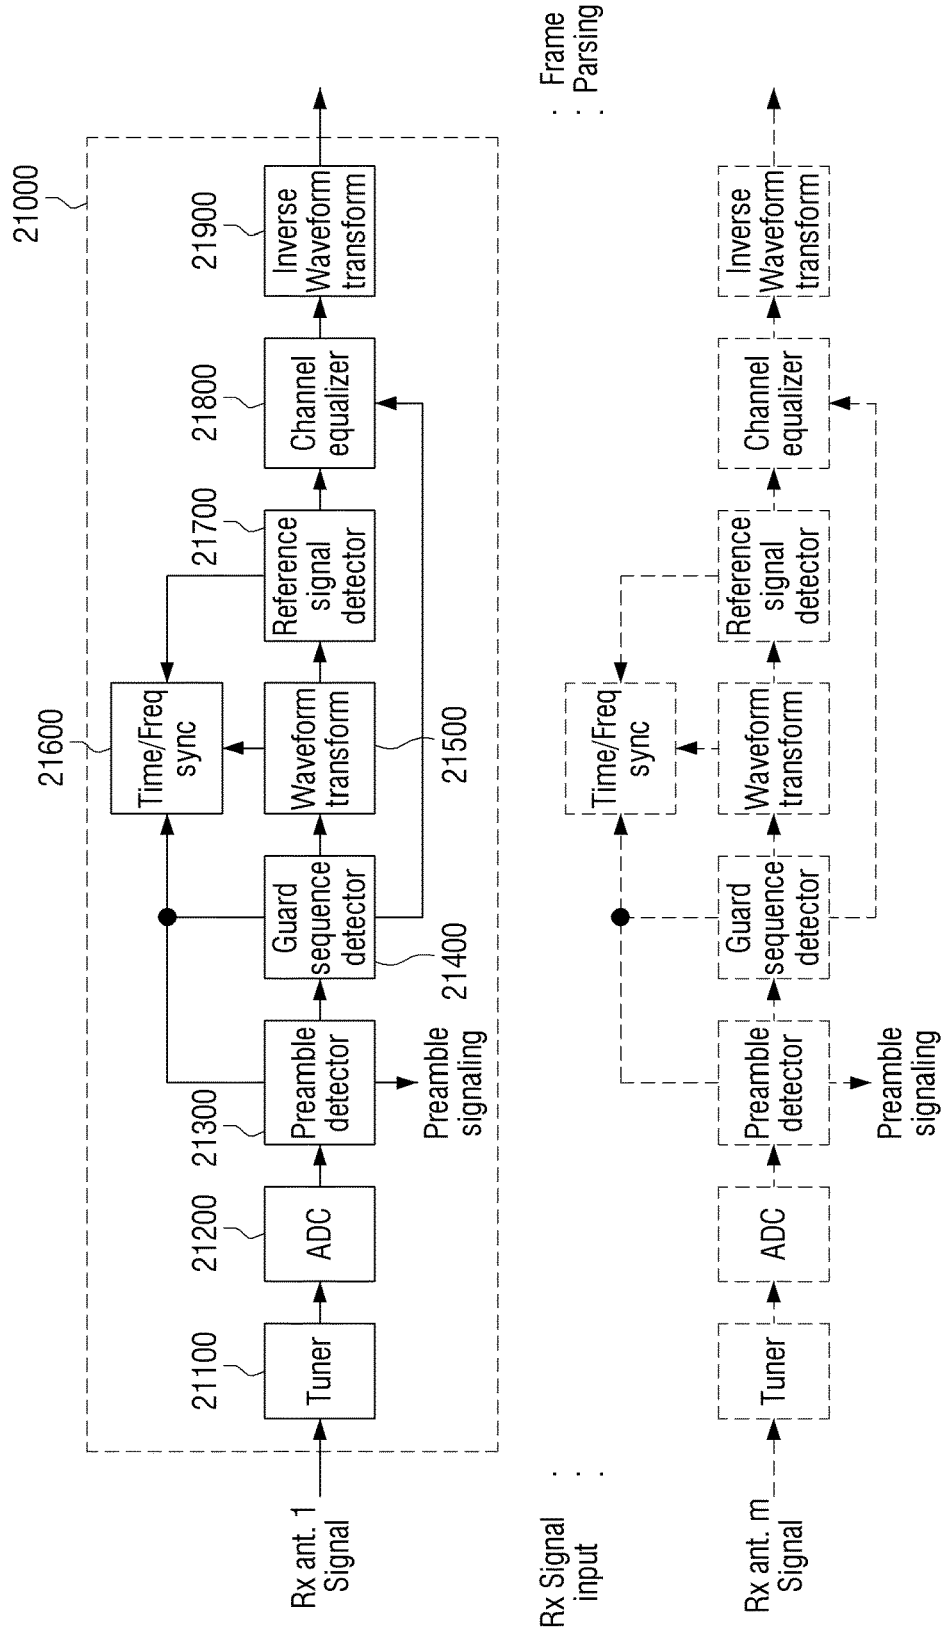 21000
Rx ant. 1
Signal
21100
Tuner
21200
ADC
21300
Preamble
detector
Preamble
signaling
21400
Guard
sequence
detector
21500
Waveform
transform
21600
Time/Freq
sync
21700
Reference
signal
detector
21800
Channel
equalizer
21900
Inverse
Waveform
transform
Rx Signal
input
Frame
Parsing
Rx ant. m
Signal
Tuner
ADC
Preamble
detector
Preamble
signaling
Guard
sequence
detector
Waveform
transform
Time/Freq
sync
Reference
signal
detector
Channel
equalizer
Inverse
Waveform
transform